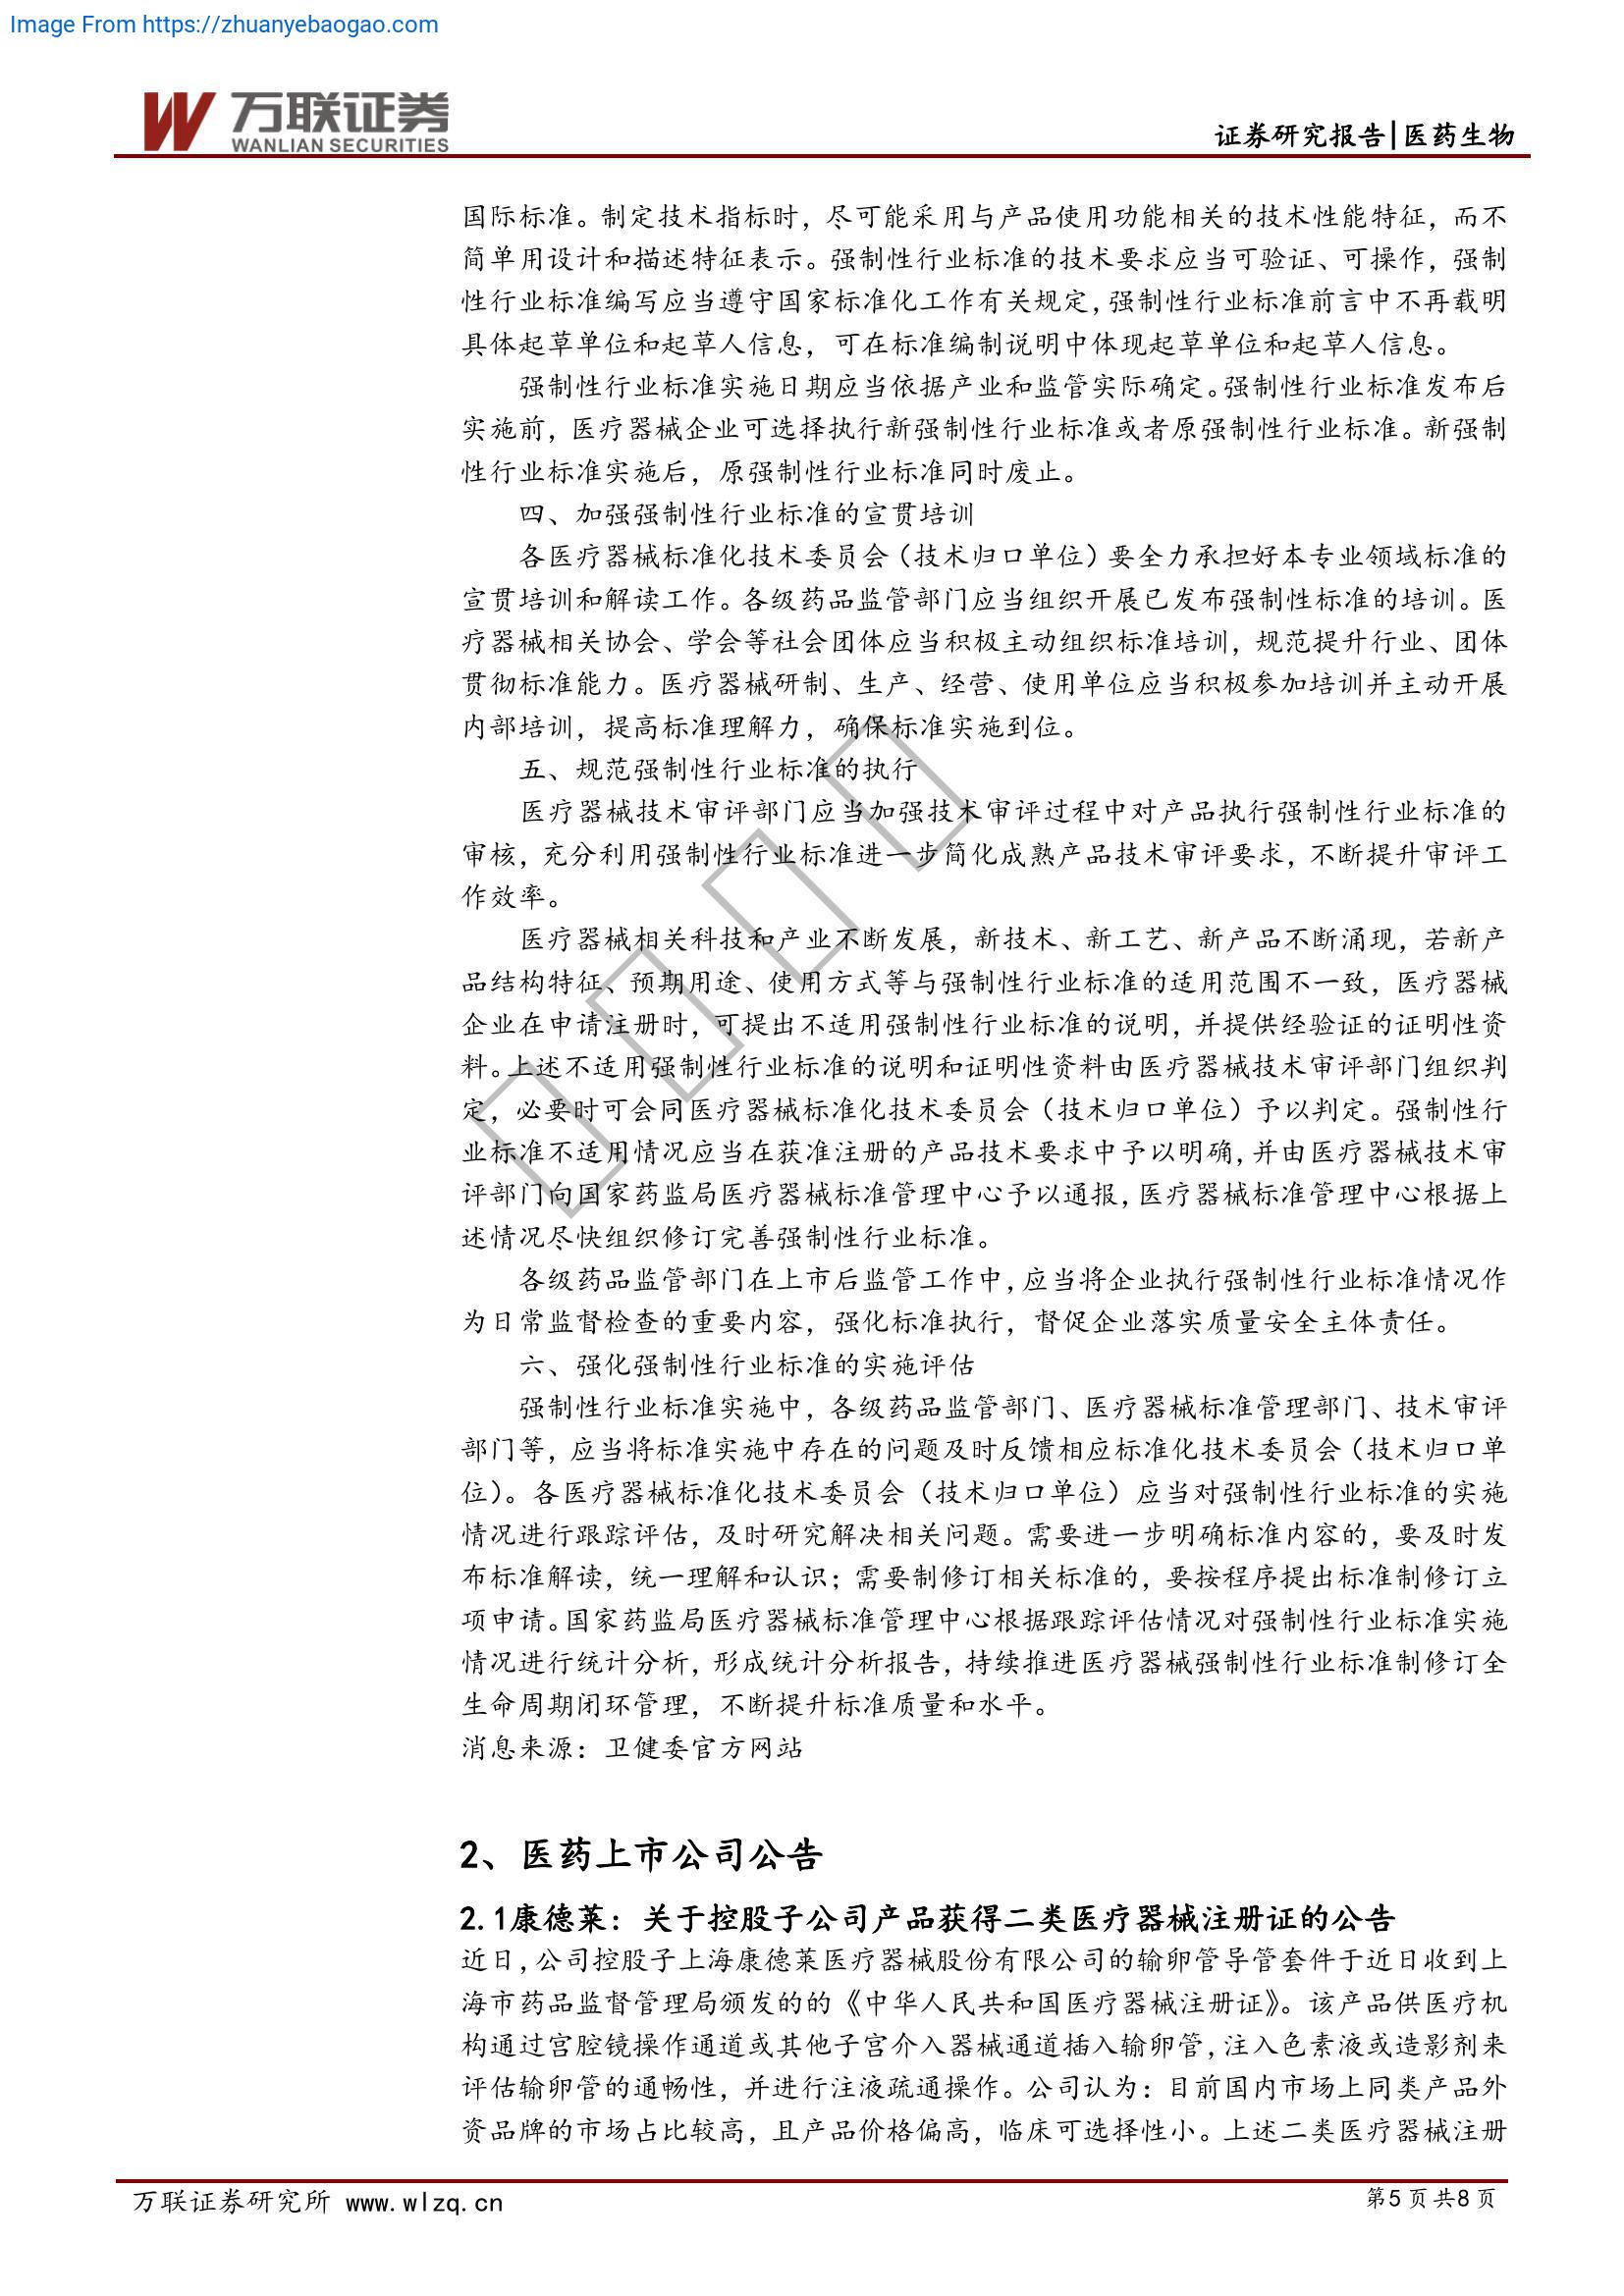 Image From https://zhuanyebaogao.com
万联证券
WANLIAN SECURITIES
证券研究报告|医药生物
国际标准。制定技术指标时，尽可能采用与产品使用功能相关的技术性能特征，而不
简单用设计和描述特征表示。强制性行业标准的技术要求应当可验证、可操作，强制
性行业标准编写应当遵守国家标准化工作有关规定，强制性行业标准前言中不再载明
具体起草单位和起草人信息，可在标准编制说明中体现起草单位和起草人信息。
强制性行业标准实施日期应当依据产业和监管实际确定。强制性行业标准发布后
实施前，医疗器械企业可选择执行新强制性行业标准或者原强制性行业标准。新强制
性行业标准实施后，原强制性行业标准同时废止。
四、加强强制性行业标准的宣贯培训
各医疗器械标准化技术委员会（技术归口单位）要全力承担好本专业领域标准的
宣贯培训和解读工作。各级药品监管部门应当组织开展已发布强制性标准的培训。医
疗器械相关协会、学会等社会团体应当积极主动组织标准培训，规范提升行业、团体
贯彻标准能力。医疗器械研制、生产、经营、使用单位应当积极参加培训并主动开展
内部培训，提高标准理解力，确保标准实施到位。
五、规范强制性行业标准的执行
医疗器械技术审评部门应当加强技术审评过程中对产品执行强制性行业标准的
审核，充分利用强制性行业标准进一步简化成熟产品技术审评要求，不断提升审评工
作效率。
医疗器械相关科技和产业不断发展，新技术、新工艺、新产品不断涌现，若新产
品结构特征、预期用途、使用方式等与强制性行业标准的适用范围不一致，医疗器械
企业在申请注册时，可提出不适用强制性行业标准的说明，并提供经验证的证明性资
料。上述不适用强制性行业标准的说明和证明性资料由医疗器械技术审评部门组织判
定，必要时可会同医疗器械标准化技术委员会（技术归口单位）予以判定。强制性行
业标准不适用情况应当在获准注册的产品技术要求中予以明确，并由医疗器械技术审
评部门向国家药监局医疗器械标准管理中心予以通报，医疗器械标准管理中心根据上
述情况尽快组织修订完善强制性行业标准。
各级药品监管部门在上市后监管工作中，应当将企业执行强制性行业标准情况作
为日常监督检查的重要内容，强化标准执行，督促企业落实质量安全主体责任。
六、强化强制性行业标准的实施评估
强制性行业标准实施中，各级药品监管部门、医疗器械标准管理部门、技术审评
部门等，应当将标准实施中存在的问题及时反馈相应标准化技术委员会（技术归口单
位）。各医疗器械标准化技术委员会（技术归口单位）应当对强制性行业标准的实施
情况进行跟踪评估，及时研究解决相关问题。需要进一步明确标准内容的，要及时发
布标准解读，统一理解和认识；需要制修订相关标准的，要按程序提出标准制修订立
项申请。国家药监局医疗器械标准管理中心根据跟踪评估情况对强制性行业标准实施
情况进行统计分析，形成统计分析报告，持续推进医疗器械强制性行业标准制修订全
生命周期闭环管理，不断提升标准质量和水平。
消息来源：卫健委官方网站
2、医药上市公司公告
2.1康德莱：关于控股子公司产品获得二类医疗器械注册证的公告
近日，公司控股子上海康德莱医疗器械股份有限公司的输卵管导管套件于近日收到上
海市药品监督管理局颁发的的《中华人民共和国医疗器械注册证》。该产品供医疗机
构通过宫腔镜操作通道或其他子宫介入器械通道插入输卵管，注入色素液或造影剂来
评估输卵管的通畅性，并进行注液疏通操作。公司认为：目前国内市场上同类产品外
资品牌的市场占比较高，且产品价格偏高，临床可选择性小。上述二类医疗器械注册
万联证券研究所 www.wlzq.cn
第5页共8页